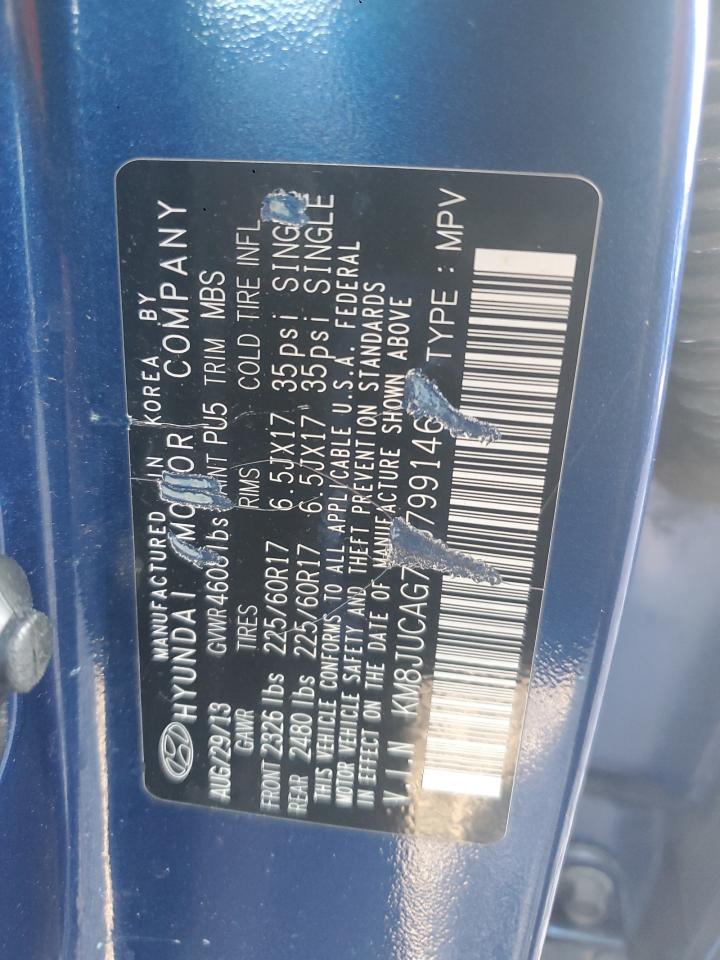 MANUFACTURED IN KOREA BY
HYUNDAI MOTOR COMPANY
AUG/29/13 GVWR 4600 lbs PU5 TRIM MBS
GAWR TIRES RIMS COLD TIRE INFL
FRONT 2326 lbs 225/60R17 6.5JX17 35psi SINGLE
REAR 2480 lbs 225/60R17 6.5JX17 35psi SINGLE
THIS VEHICLE CONFORMS TO ALL APPLICABLE U.S.A. FEDERAL
MOTOR VEHICLE SAFETY AND THEFT PREVENTION STANDARDS
IN EFFECT ON THE DATE OF MANUFACTURE SHOWN ABOVE
V.I.N TYPE : MPV